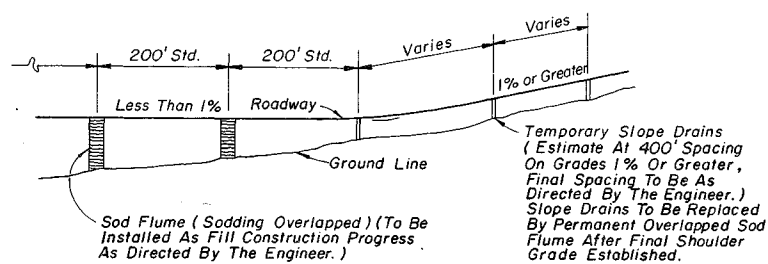 200' Std.
200' Std.
Varies
Varies
Less Than 1%
Roadway
1% or Greater
Ground Line
Sod Flume (Sodding Overlapped) (To Be
Installed As Fill Construction Progress
As Directed By The Engineer.)
Temporary Slope Drains
(Estimate At 400' Spacing
On Grades 1% Or Greater,
Final Spacing To Be As
Directed By The Engineer.)
Slope Drains To Be Replaced
By Permanent Overlapped Sod
Flume After Final Shoulder
Grade Established.